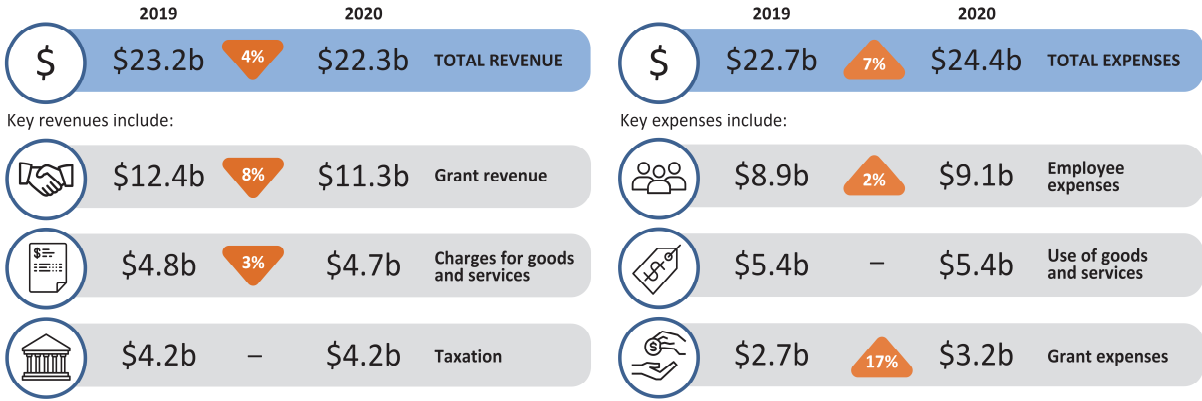 2019 2020
$ $23.2b 4% $22.3b TOTAL REVENUE
Key revenues include:
$12.4b 8% $11.3b Grant revenue
$ $4.8b 3% $4.7b Charges for goods
and services
$4.2b – $4.2b Taxation
2019 2020
$ $22.7b 7% $24.4b TOTAL EXPENSES
Key expenses include:
$8.9b 2% $9.1b Employee
expenses
$ $5.4b – $5.4b Use of goods
and services
$ $2.7b 17% $3.2b Grant expenses